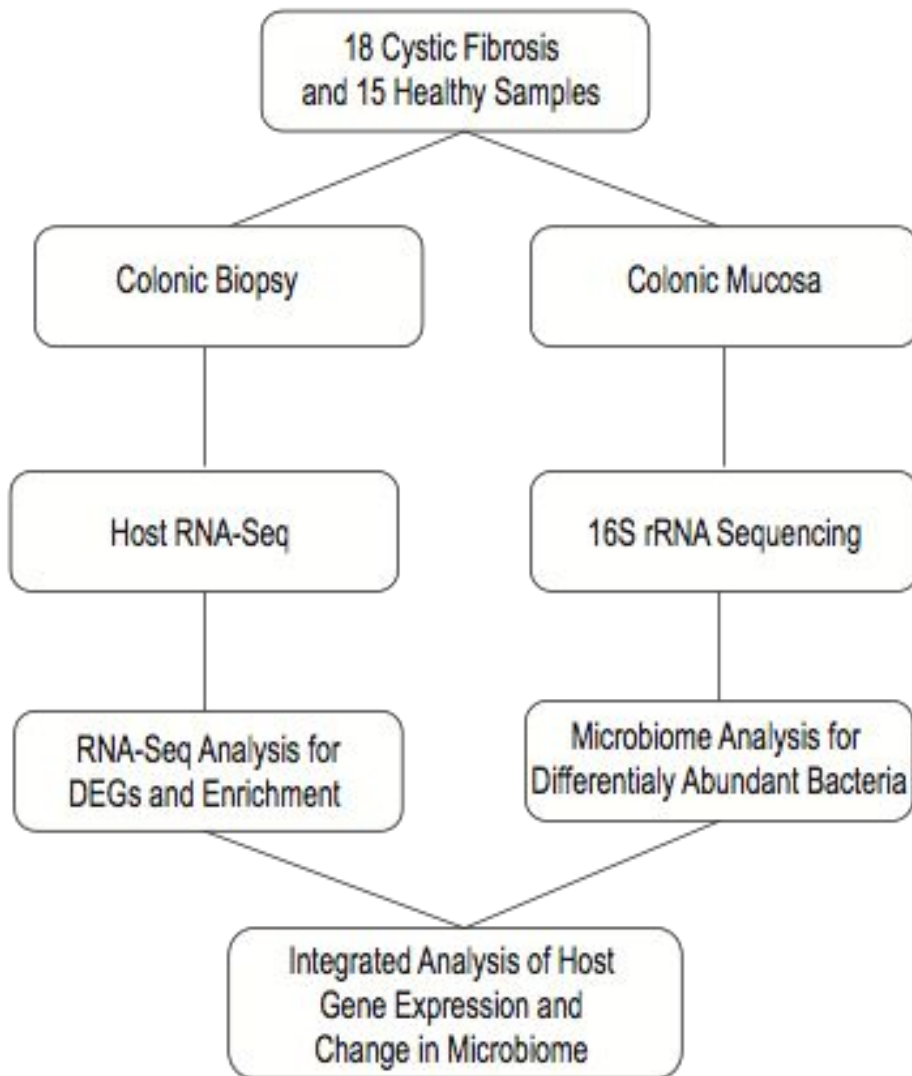 18 Cystic Fibrosis
and 15 Healthy Samples
Colonic Biopsy
Colonic Mucosa
Host RNA-Seq
16S rRNA Sequencing
RNA-Seq Analysis for
DEGs and Enrichment
Microbiome Analysis for
Differentialy Abundant Bacteria
Integrated Analysis of Host
Gene Expression and
Change in Microbiome